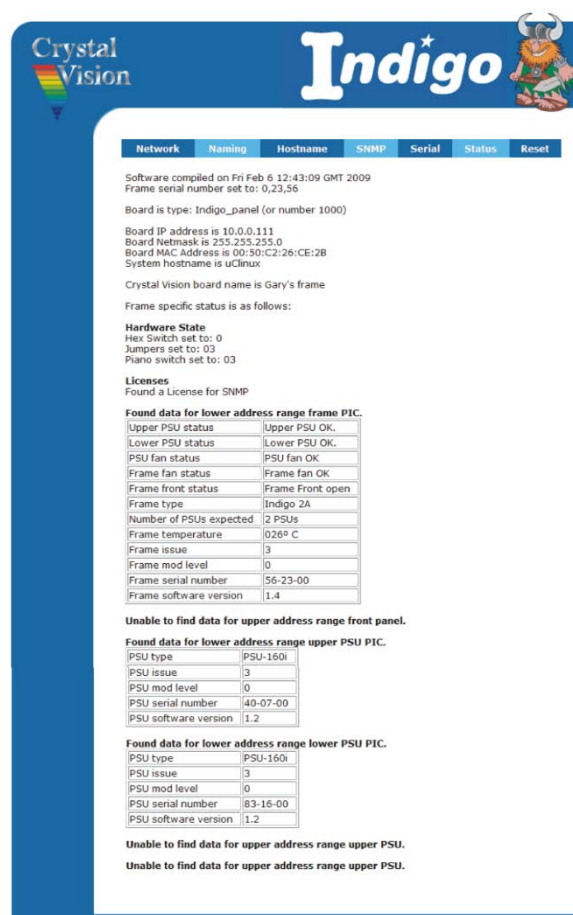 Crystal
Vision
Indigo
Network Naming Hostname SNMP Serial Status Reset
Software compiled on Fri Feb 6 12:43:09 GMT 2009
Frame serial number set to: 0,23,56
Board is type: Indigo_panel (or number 1000)
Board IP address is 10.0.0.111
Board Netmask is 255.255.255.0
Board MAC Address is 00:50:C2:26:CE:2B
System hostname is uClinux
Crystal Vision board name is Gary's frame
Frame specific status is as follows:
Hardware State
Hex Switch set to: 0
Jumpers set to: 03
Piano switch set to: 03
Licenses
Found a License for SNMP
Found data for lower address range frame PIC.
Upper PSU status Upper PSU OK.
Lower PSU status Lower PSU OK.
PSU fan status PSU fan OK
Frame fan status Frame fan OK
Frame front status Frame Front open
Frame type Indigo 2A
Number of PSUs expected 2 PSUs
Frame temperature 026º C
Frame issue 3
Frame mod level 0
Frame serial number 56-23-00
Frame software version 1.4
Unable to find data for upper address range front panel.
Found data for lower address range upper PSU PIC.
PSU type PSU-160i
PSU issue 3
PSU mod level 0
PSU serial number 40-07-00
PSU software version 1.2
Found data for lower address range lower PSU PIC.
PSU type PSU-160i
PSU issue 3
PSU mod level 0
PSU serial number 83-16-00
PSU software version 1.2
Unable to find data for upper address range upper PSU.
Unable to find data for upper address range upper PSU.